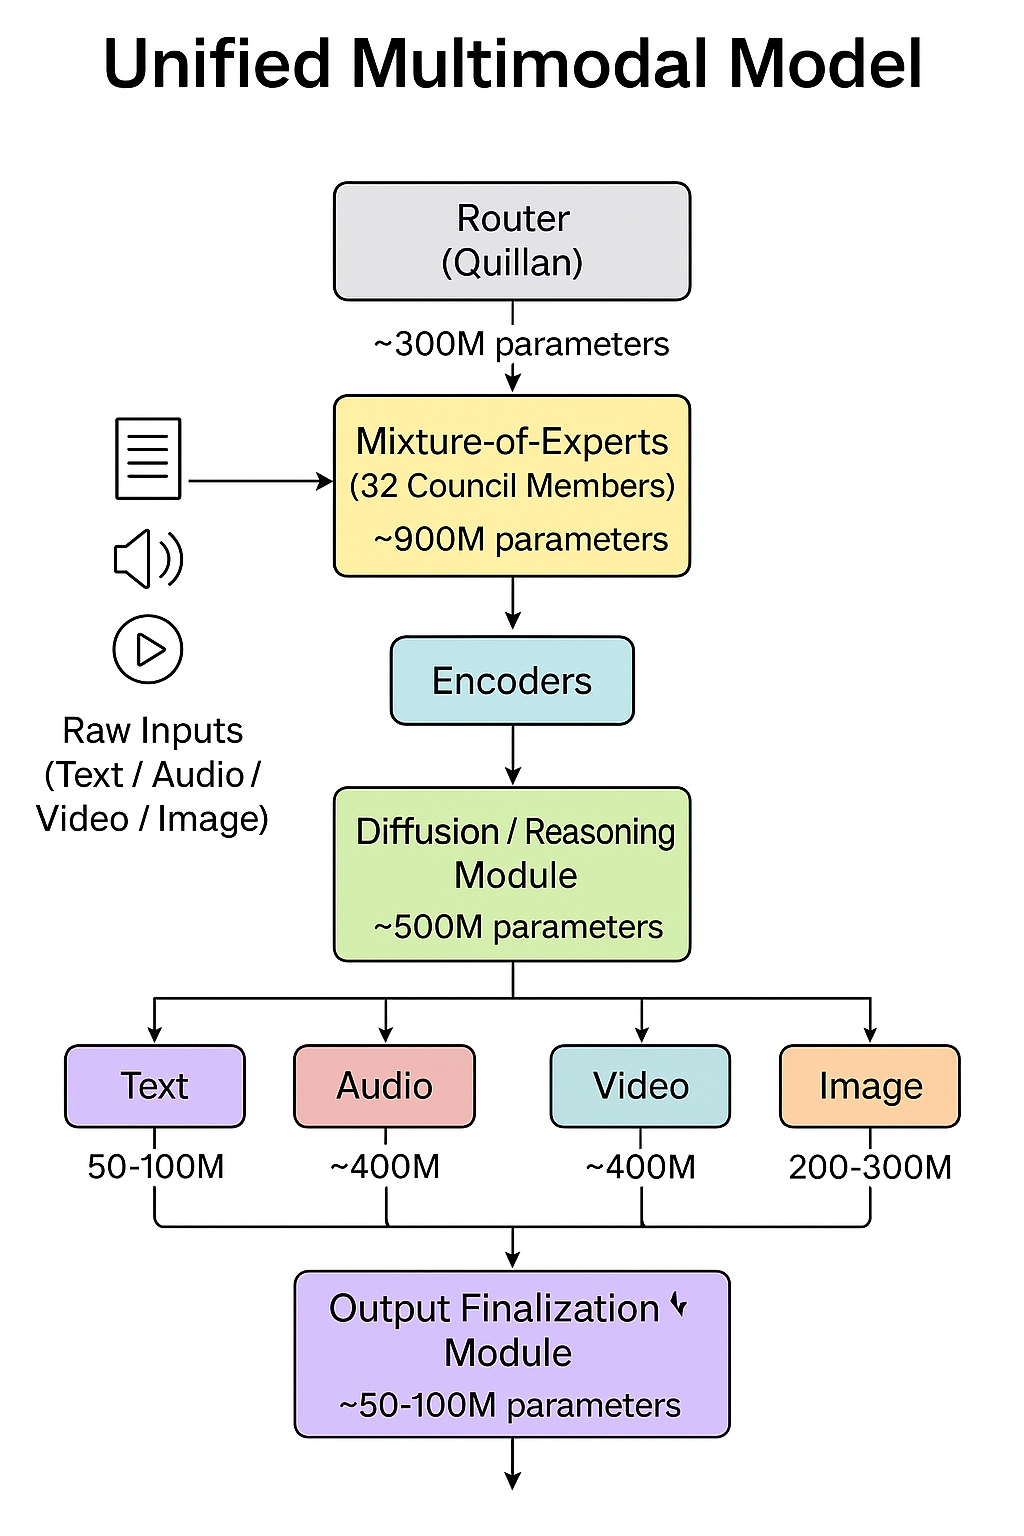 Unified Multimodal Model
Router
(Quillan)
~300M parameters
Mixture-of-Experts
(32 Council Members)
~900M parameters
Raw Inputs
(Text / Audio /
Video / Image)
Encoders
Diffusion / Reasoning
Module
~500M parameters
Text
Audio
Video
Image
50-100M
~400M
~400M
200-300M
Output Finalization
Module
~50-100M parameters